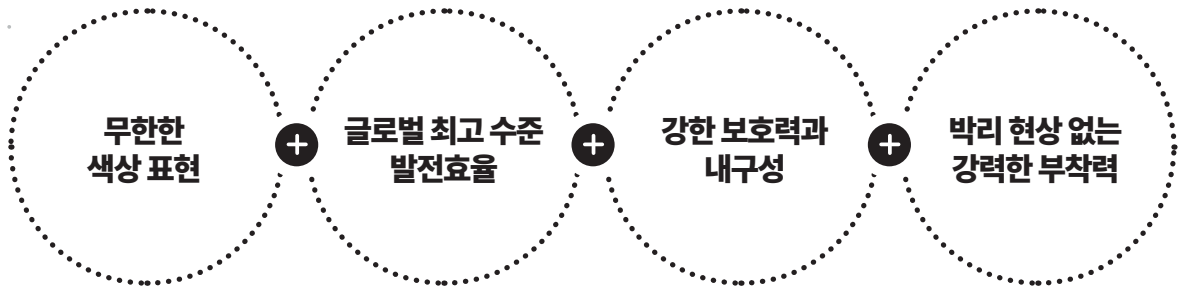 무한한
색상 표현
+
글로벌 최고 수준
발전효율
+
강한 보호력과
내구성
+
박리 현상 없는
강력한 부착력